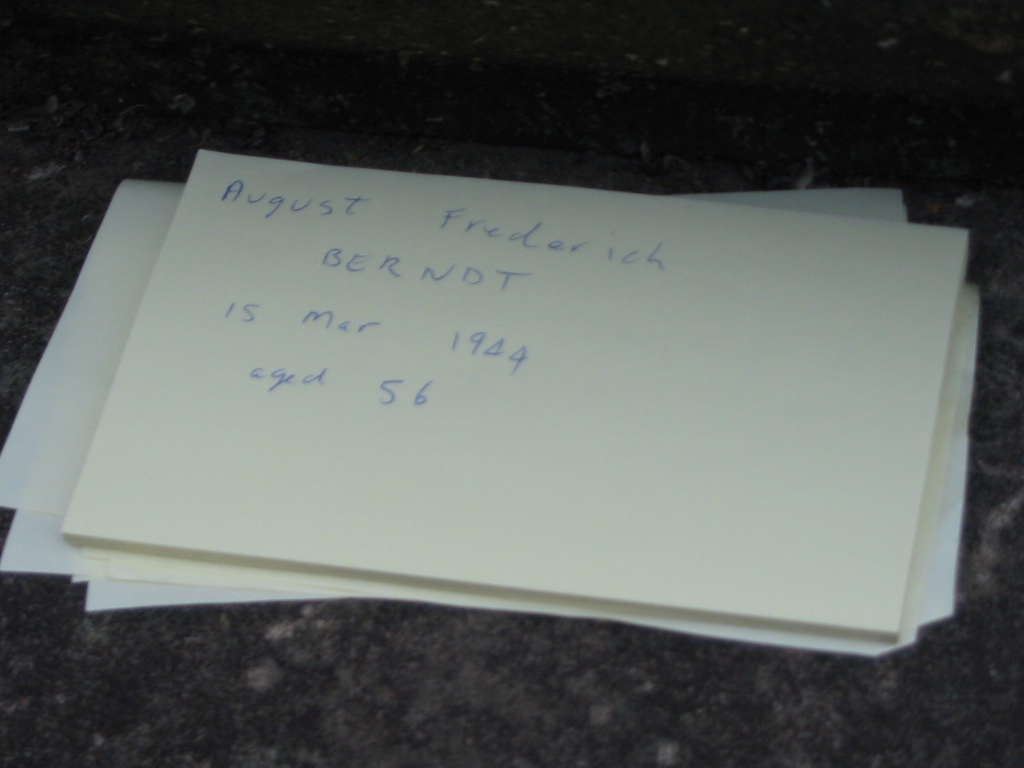 August Frederich
BERNDT
15 Mar 1944
aged 56